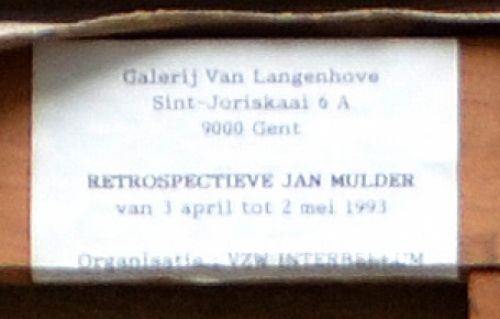 Galerij Van Langenhove
Sint-Joriskaai 6 A
9000 Gent
RETROSPECTIEVE JAN MULDER
van 3 april tot 2 mei 1993
Organisatie : VZW INTERBELLUM